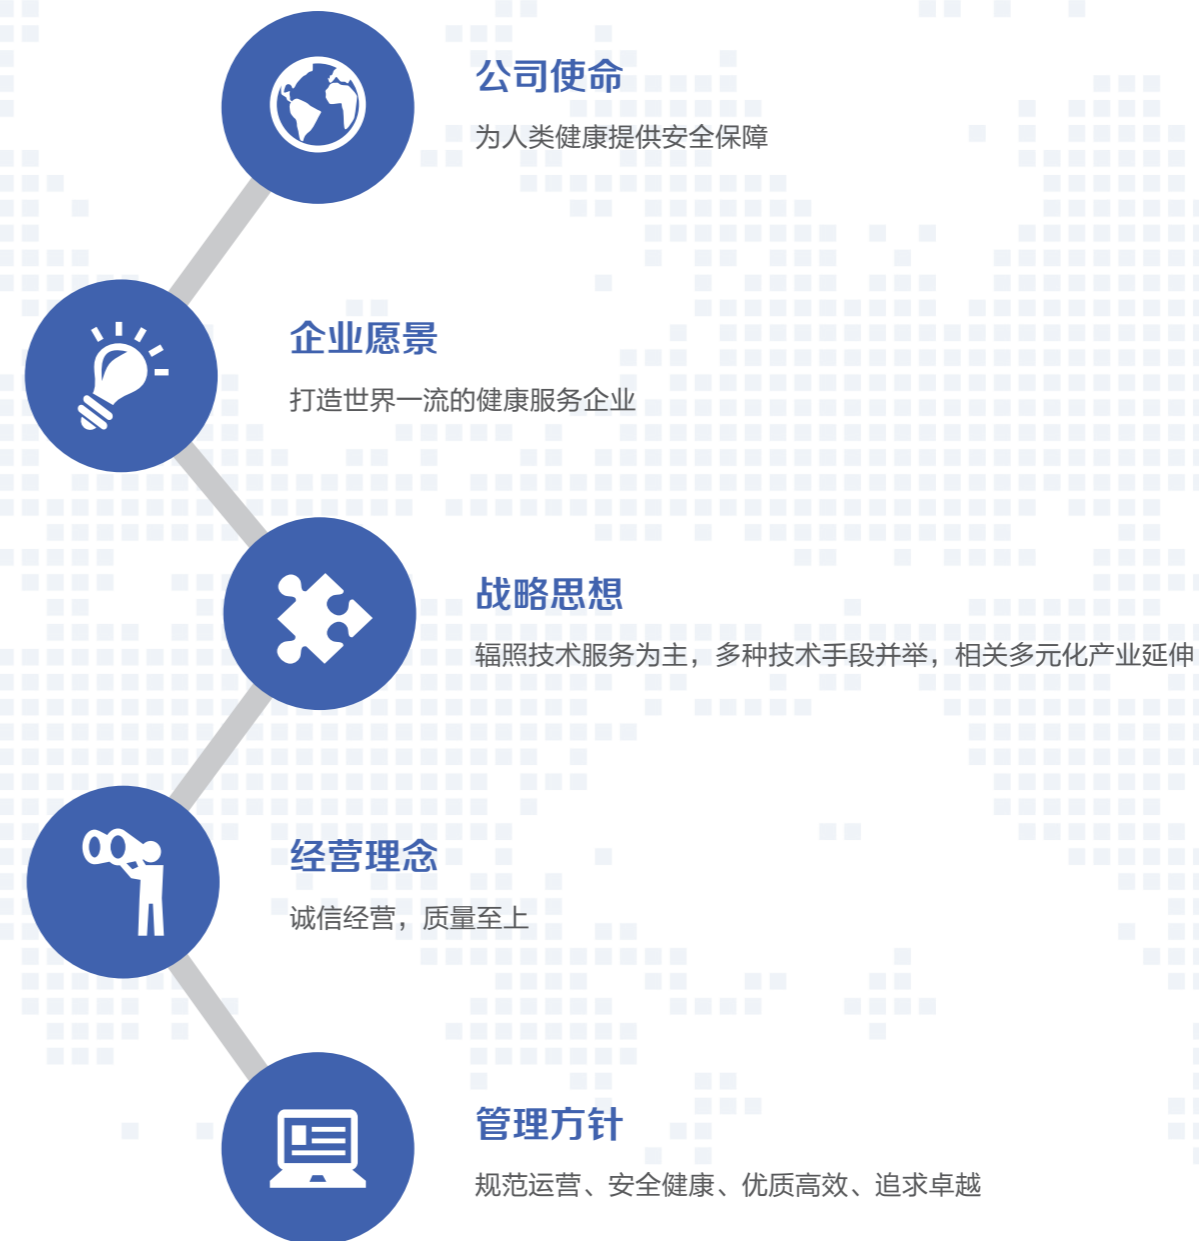 公司使命
为人类健康提供安全保障
企业愿景
打造世界一流的健康服务企业
战略思想
辐照技术服务为主，多种技术手段并举，相关多元化产业延伸
经营理念
诚信经营，质量至上
管理方针
规范运营、安全健康、优质高效、追求卓越